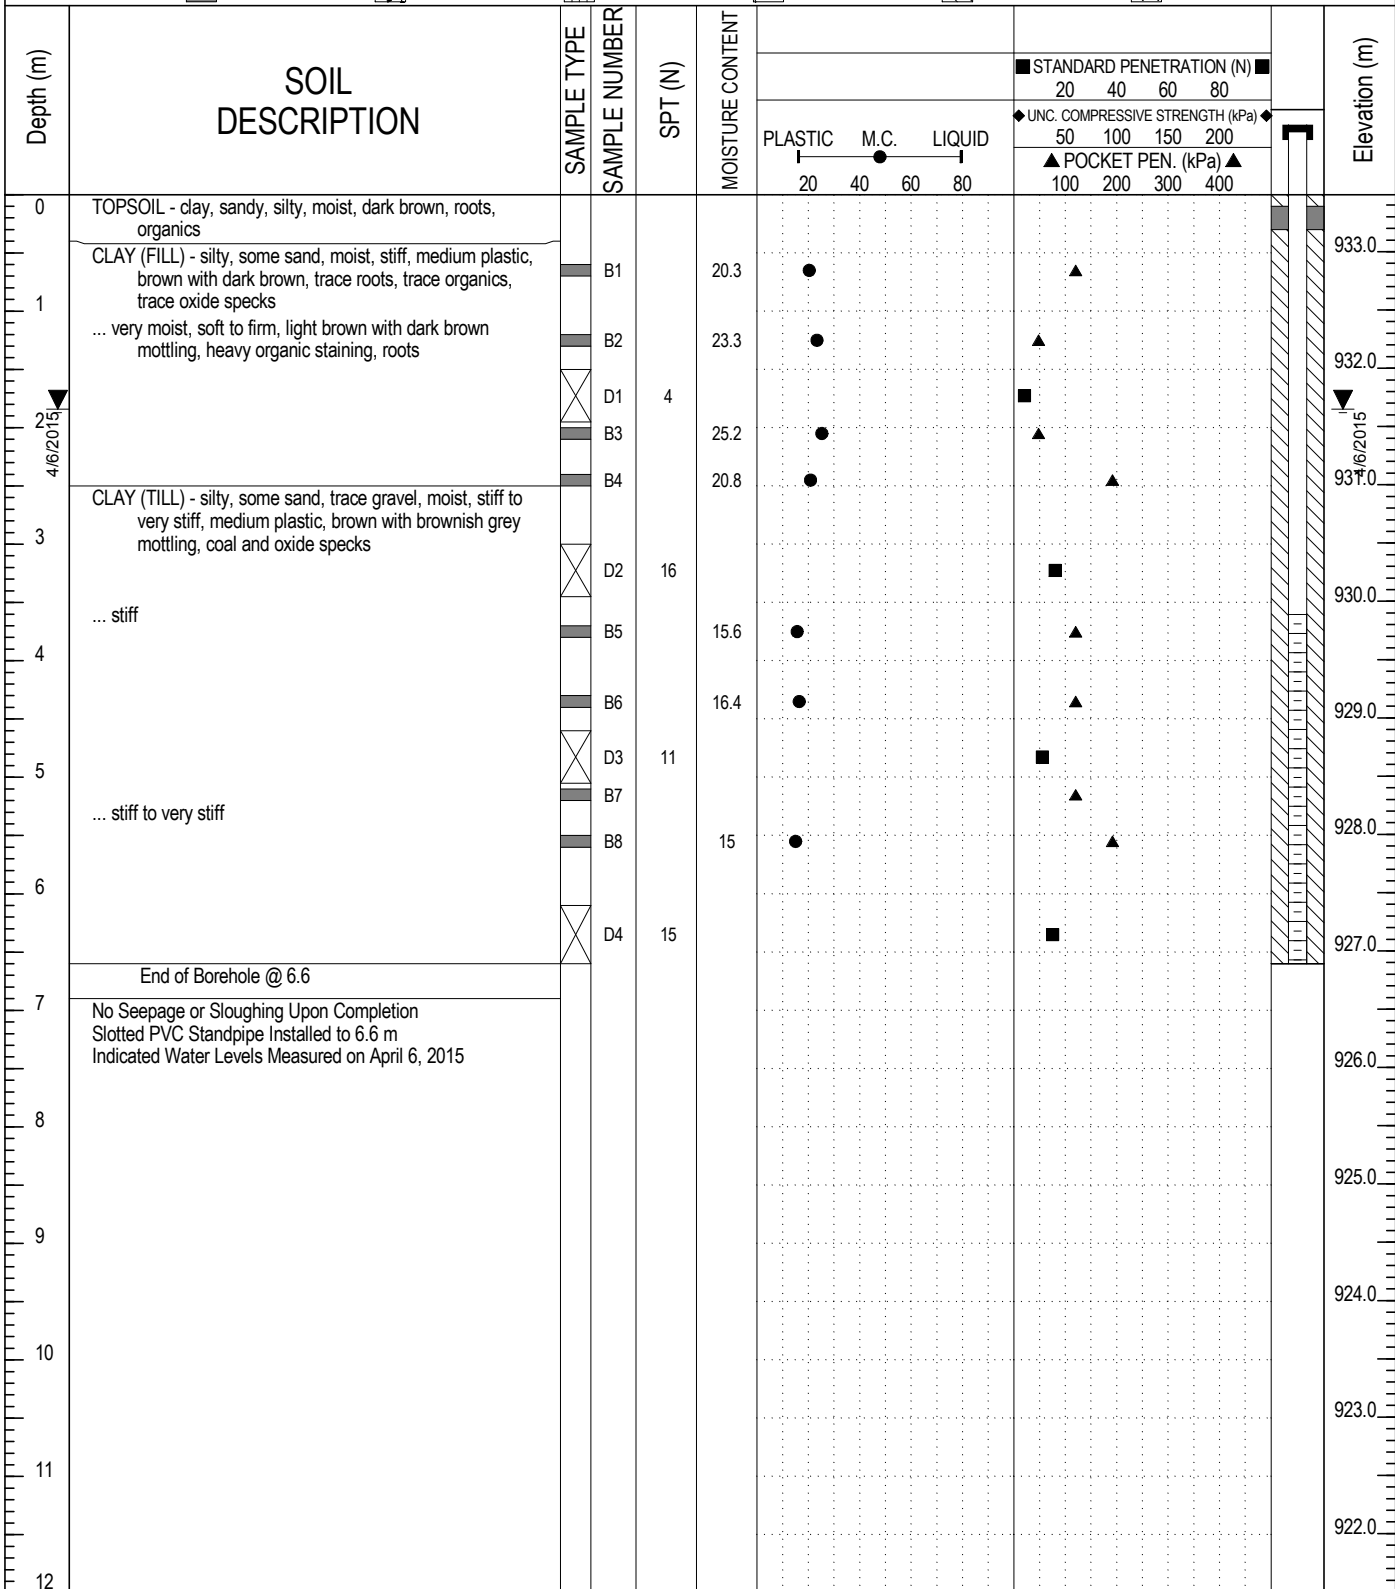 Depth (m)
SOIL
DESCRIPTION
SAMPLE TYPE
SAMPLE NUMBER
SPT (N)
MOISTURE CONTENT
PLASTIC M.C. LIQUID
20 40 60 80
STANDARD PENETRATION (N)
20 40 60 80
UNC. COMPRESSIVE STRENGTH (kPa)
50 100 150 200
POCKET PEN. (kPa)
100 200 300 400
Elevation (m)
0
TOPSOIL - clay, sandy, silty, moist, dark brown, roots,
organics
933.0
CLAY (FILL) - silty, some sand, moist, stiff, medium plastic,
brown with dark brown, trace roots, trace organics,
trace oxide specks
B1 20.3
1
... very moist, soft to firm, light brown with dark brown
mottling, heavy organic staining, roots
B2 23.3
932.0
D1 4
2
4/6/2015
4/6/2015
B3 25.2
B4 20.8
931.0
CLAY (TILL) - silty, some sand, trace gravel, moist, stiff to
very stiff, medium plastic, brown with brownish grey
mottling, coal and oxide specks
3
D2 16
930.0
... stiff
B5 15.6
4
B6 16.4
929.0
D3 11
5
B7
... stiff to very stiff
928.0
B8 15
6
D4 15
927.0
End of Borehole @ 6.6
7
No Seepage or Sloughing Upon Completion
Slotted PVC Standpipe Installed to 6.6 m
Indicated Water Levels Measured on April 6, 2015
926.0
8
925.0
9
924.0
10
923.0
11
922.0
12